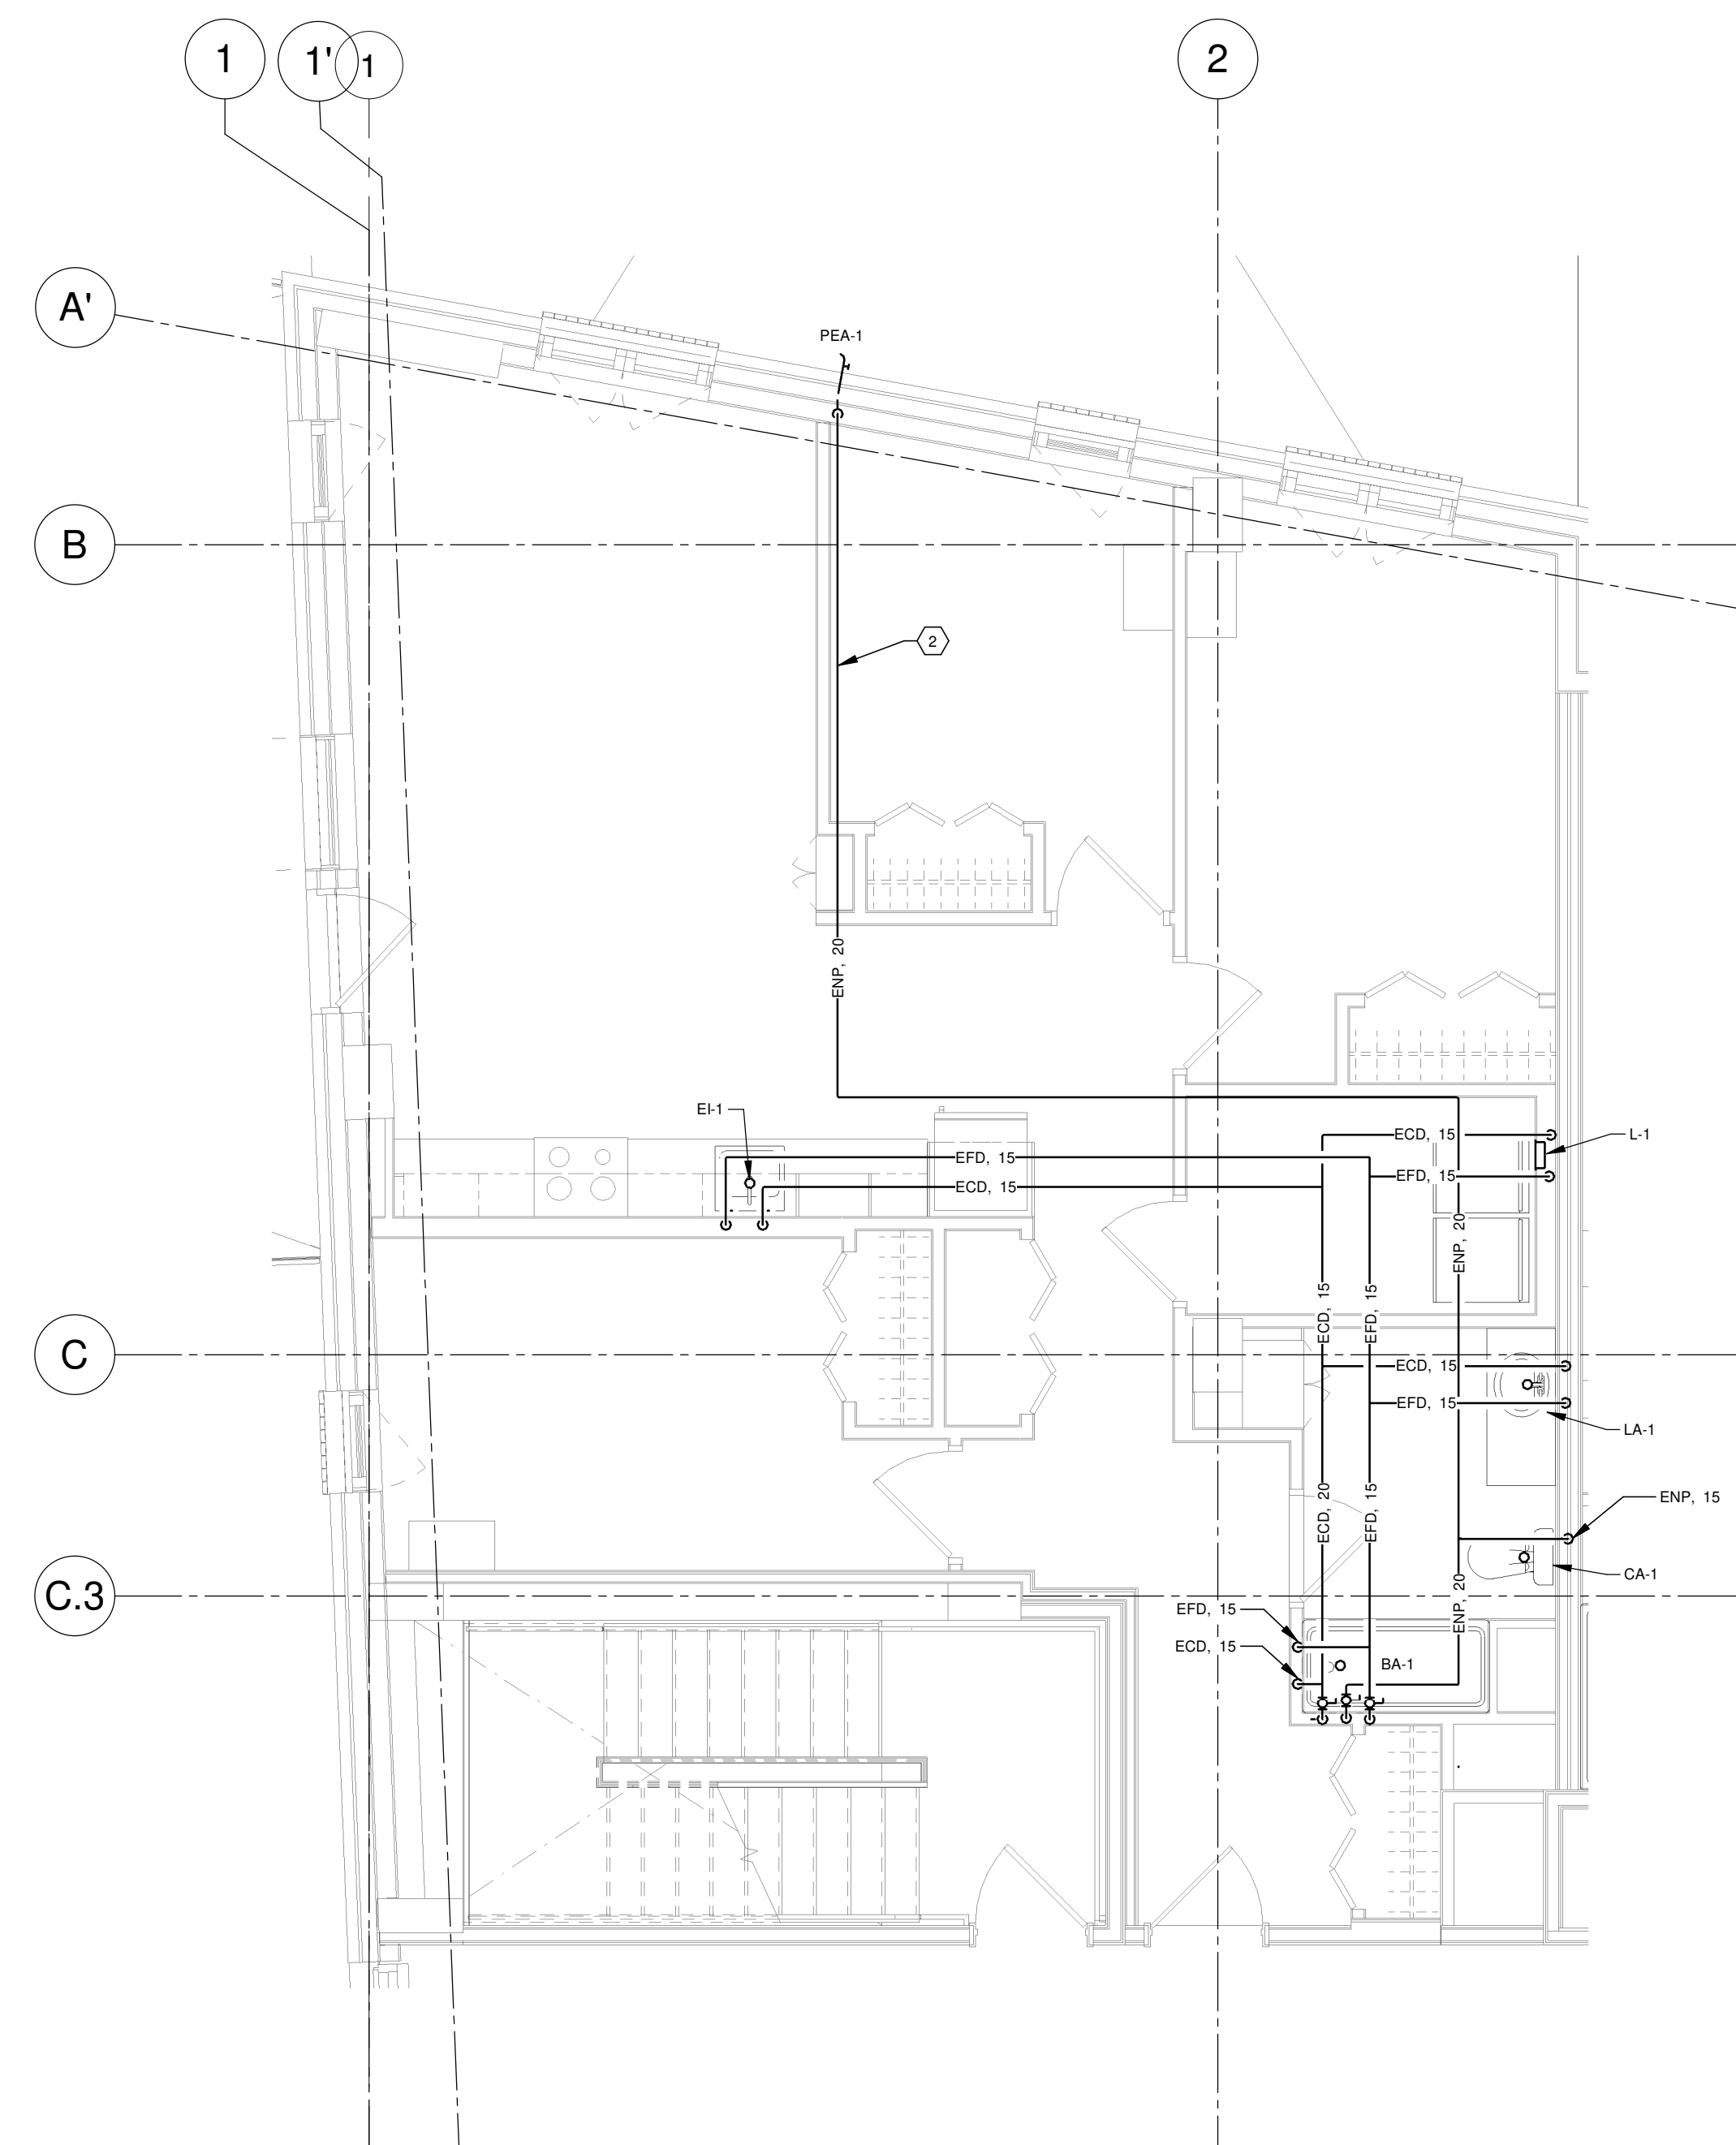 1
1'
1
2
A'
PEA-1
B
2
ENP, 20
EI-1
ECD, 15
L-1
EFD, 15
EFD, 15
ECD, 15
ENP, 20
ECD, 15
EFD, 15
C
ECD, 15
EFD, 15
LA-1
ECD, 20
EFD, 15
ENP, 15
CA-1
C.3
ENP, 20
EFD, 15
ECD, 15
BA-1